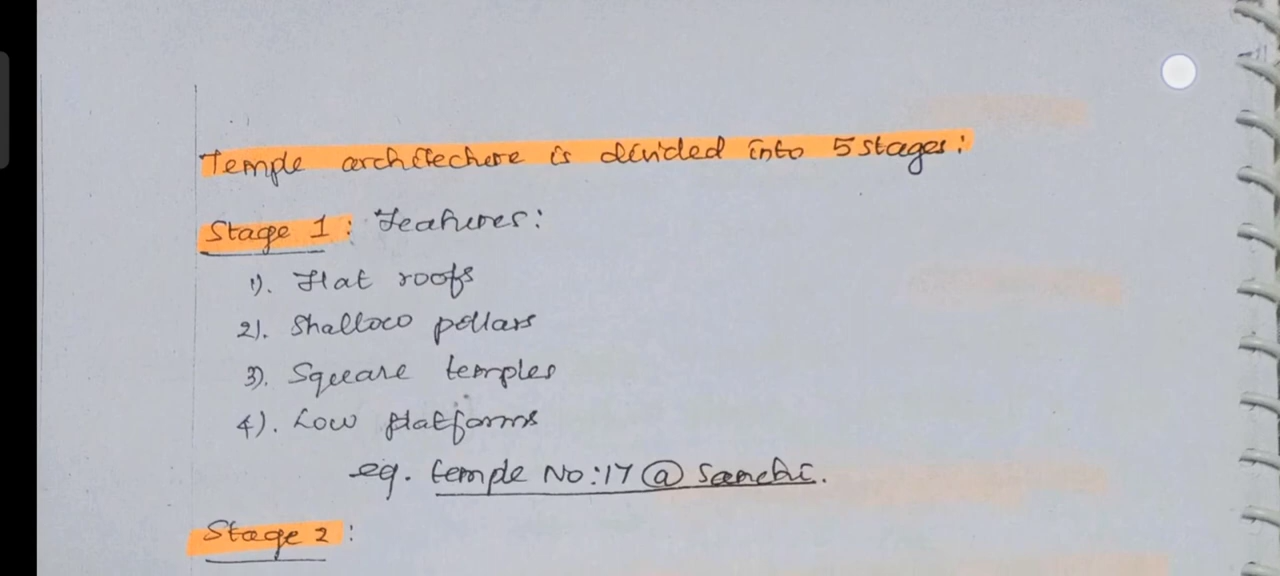 Temple architecture is divided into 5 stages:
Stage 1: Features:
1). Flat roofs
2). Shallow pillars
3). Square temples
4). Low platforms
eg. temple No:17 @ Sanchi.
Stage 2: